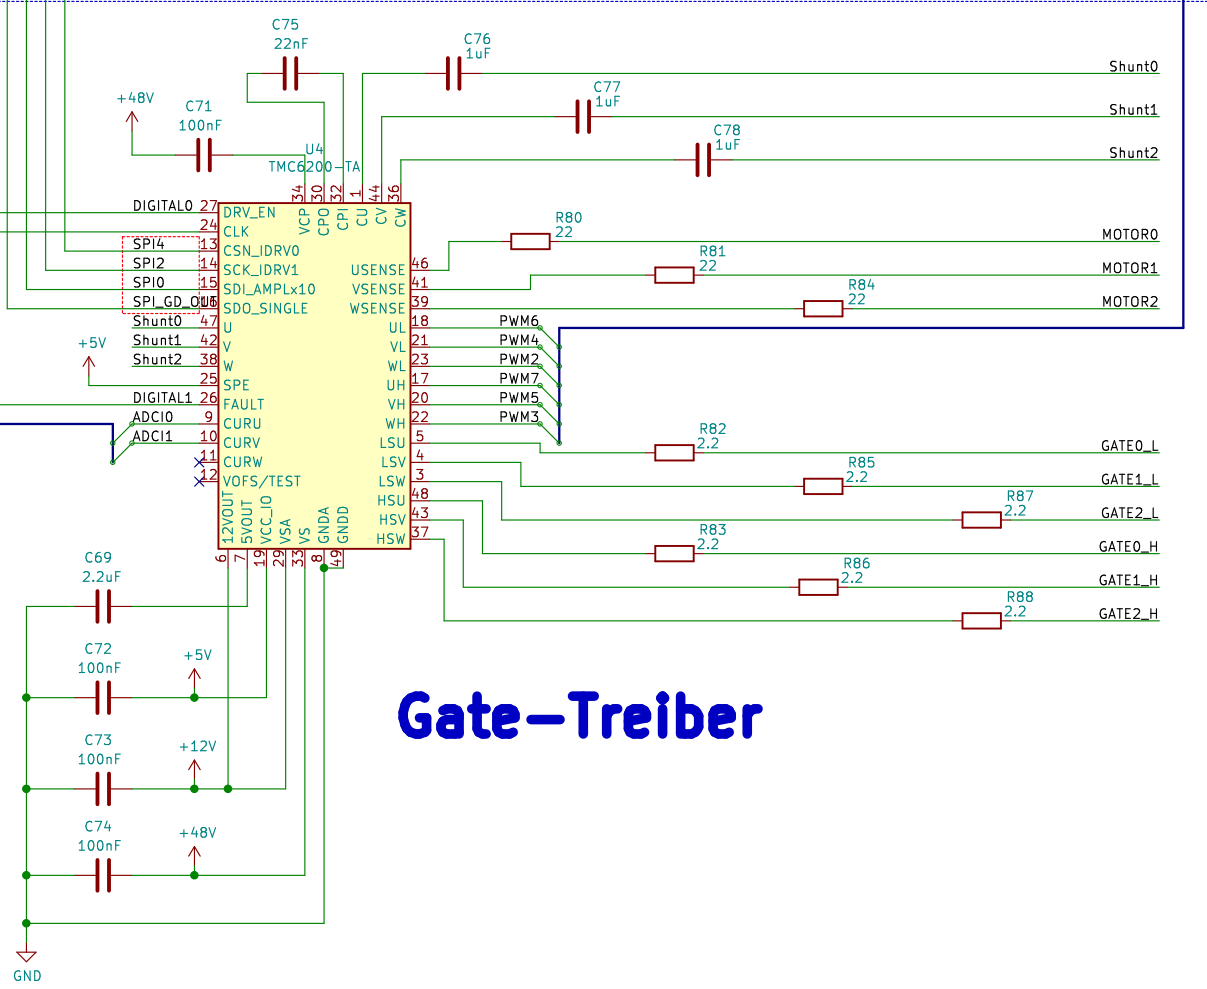 C75
22nF
C76
1uF
Shunt0
+48V
C71
100nF
C77
1uF
Shunt1
C78
1uF
Shunt2
U4
TMC6200-TA
34
30
32
1
44
36
VCP
CPO
CPI
CU
CV
CW
DIGITAL0
27
DRV_EN
24
CLK
SPI4
13
CSN_IDRV0
SPI2
14
SCK_IDRV1
SPI0
15
SDI_AMPLx10
SPI_GD_OUT
16
SDO_SINGLE
Shunt0
47
U
Shunt1
42
V
Shunt2
38
W
+5V
25
SPE
DIGITAL1
26
FAULT
ADCI0
9
CURU
ADCI1
10
CURV
11
CURW
12
VOFS/TEST
USENSE
46
R80
22
MOTOR0
VSENSE
41
R81
22
MOTOR1
WSENSE
39
R84
22
MOTOR2
UL
18
PWM6
VL
21
PWM4
WL
23
PWM2
UH
17
PWM7
VH
20
PWM5
WH
22
PWM3
LSU
5
R82
2.2
GATE0_L
LSV
4
R85
2.2
GATE1_L
LSW
3
R87
2.2
GATE2_L
HSU
48
R83
2.2
GATE0_H
HSV
43
R86
2.2
GATE1_H
HSW
37
R88
2.2
GATE2_H
12VOUT
5VOUT
VCC_IO
VSA
VS
GNDA
GNDD
6
7
19
29
33
8
49
C69
2.2uF
C72
100nF
+5V
Gate-Treiber
C73
100nF
+12V
C74
100nF
+48V
GND